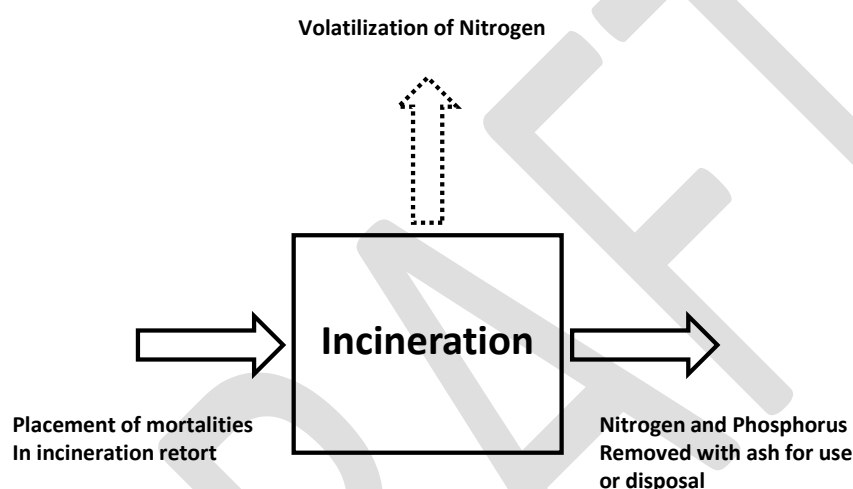 Volatilization of Nitrogen
Incineration
Placement of mortalities
In incineration retort
Nitrogen and Phosphorus
Removed with ash for use
or disposal
DRAFT